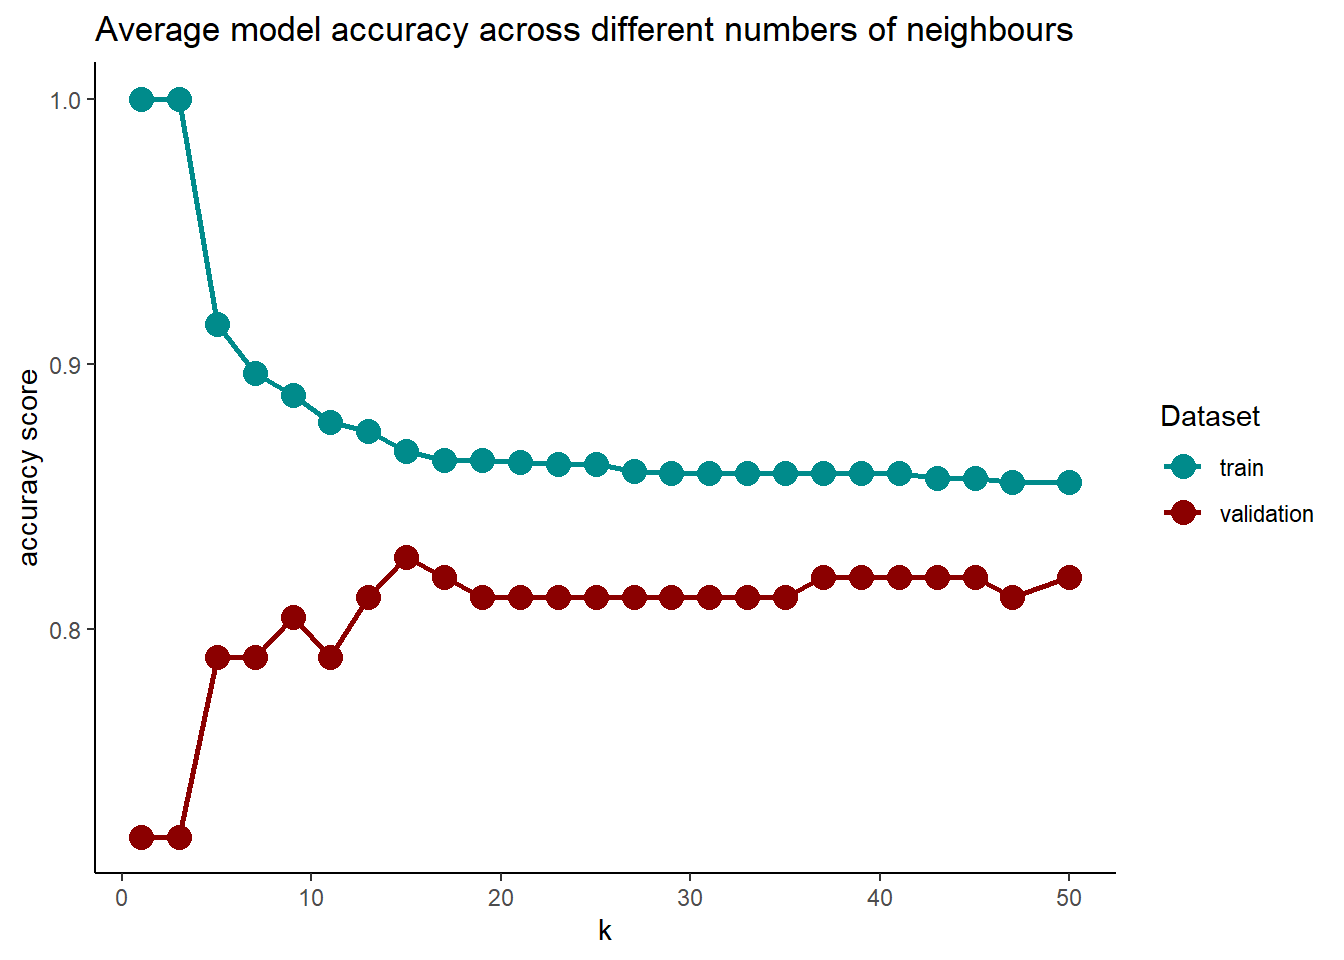 Average model accuracy across different numbers of neighbours
1.0
0.9
0.8
accuracy score
0
10
20
30
40
50
k
Dataset
train
validation